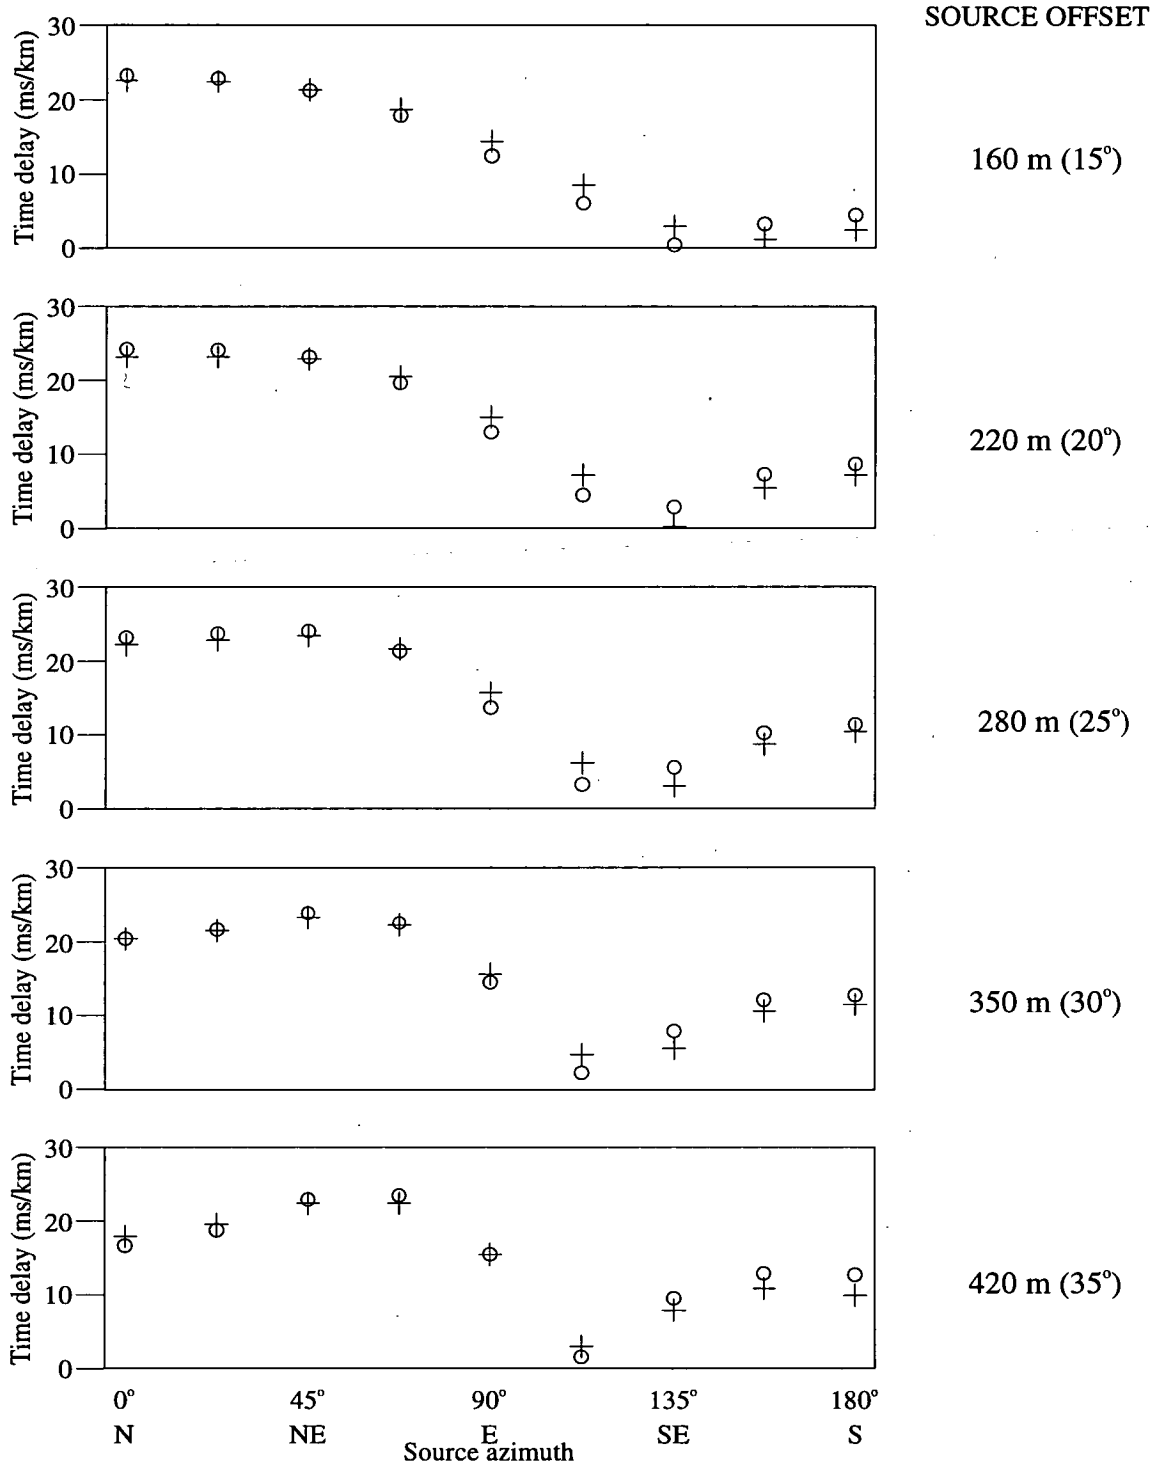 SOURCE OFFSET
30
20
10
0
Time delay (ms/km)
160 m (15°)
30
20
10
0
Time delay (ms/km)
220 m (20°)
30
20
10
0
Time delay (ms/km)
280 m (25°)
30
20
10
0
Time delay (ms/km)
350 m (30°)
30
20
10
0
Time delay (ms/km)
420 m (35°)
0° 45° 90° 135° 180°
N NE E SE S
Source azimuth